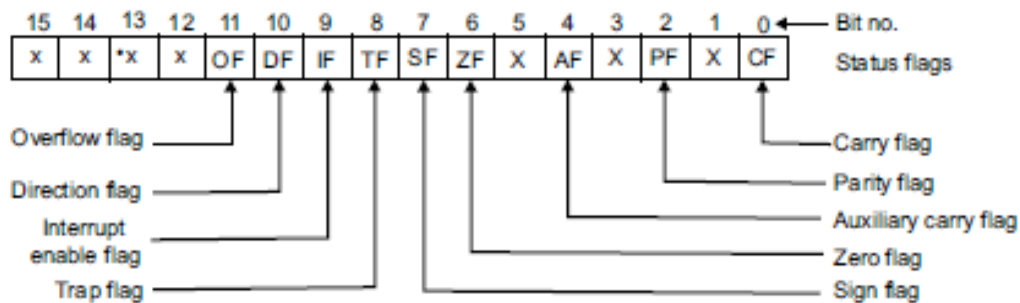 15 14 13 12 11 10 9 8 7 6 5 4 3 2 1 0 Bit no.
x x *x x OF DF IF TF SF ZF X AF X PF X CF Status flags
Overflow flag
Carry flag
Direction flag
Parity flag
Interrupt
enable flag
Auxiliary carry flag
Zero flag
Trap flag
Sign flag